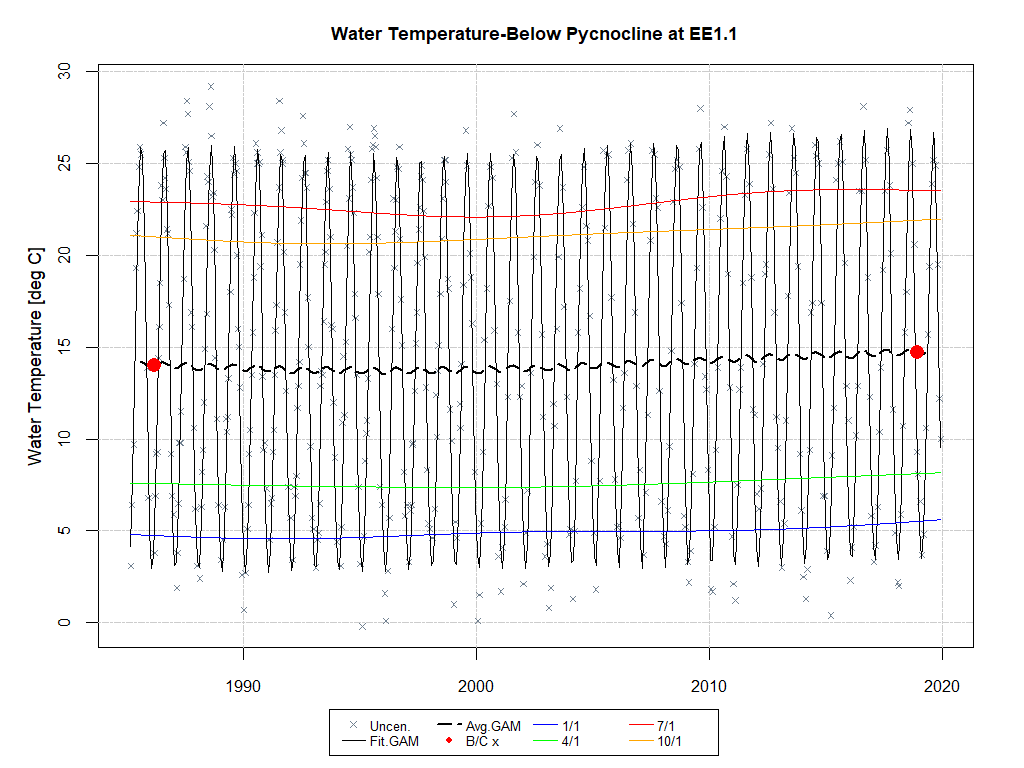 Water Temperature-Below Pycnocline at EE1.1
Water Temperature [deg C]
30
25
20
15
10
5
0
1990 2000 2010 2020
Uncen. Avg.GAM 1/1 7/1
Fit.GAM B/C x 4/1 10/1